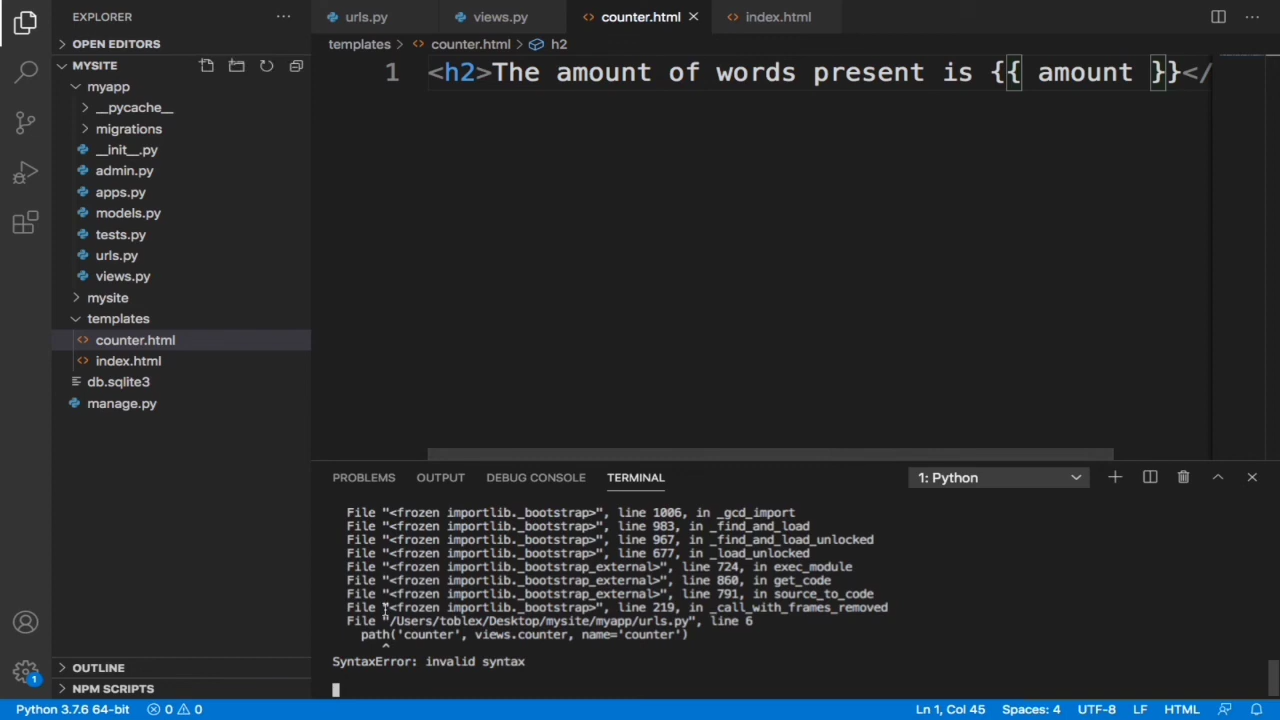 EXPLORER
urls.py
views.py
counter.html
index.html
OPEN EDITORS
templates
counter.html
h2
MYSITE
1
<h2>The amount of words present is {{ amount }}</
myapp
__pycache__
migrations
__init__.py
admin.py
apps.py
models.py
tests.py
urls.py
views.py
mysite
templates
counter.html
index.html
db.sqlite3
manage.py
PROBLEMS
OUTPUT
DEBUG CONSOLE
TERMINAL
1: Python
File "<frozen importlib._bootstrap>", line 1006, in _gcd_import
File "<frozen importlib._bootstrap>", line 983, in _find_and_load
File "<frozen importlib._bootstrap>", line 967, in _find_and_load_unlocked
File "<frozen importlib._bootstrap>", line 677, in _load_unlocked
File "<frozen importlib._bootstrap_external>", line 724, in exec_module
File "<frozen importlib._bootstrap_external>", line 860, in get_code
File "<frozen importlib._bootstrap_external>", line 791, in source_to_code
File "<frozen importlib._bootstrap>", line 219, in _call_with_frames_removed
File "/Users/toblex/Desktop/mysite/myapp/urls.py", line 6
path('counter', views.counter, name='counter')
^
SyntaxError: invalid syntax
OUTLINE
NPM SCRIPTS
1
Python 3.7.6 64-bit
0
0
Ln 1, Col 45
Spaces: 4
UTF-8
LF
HTML